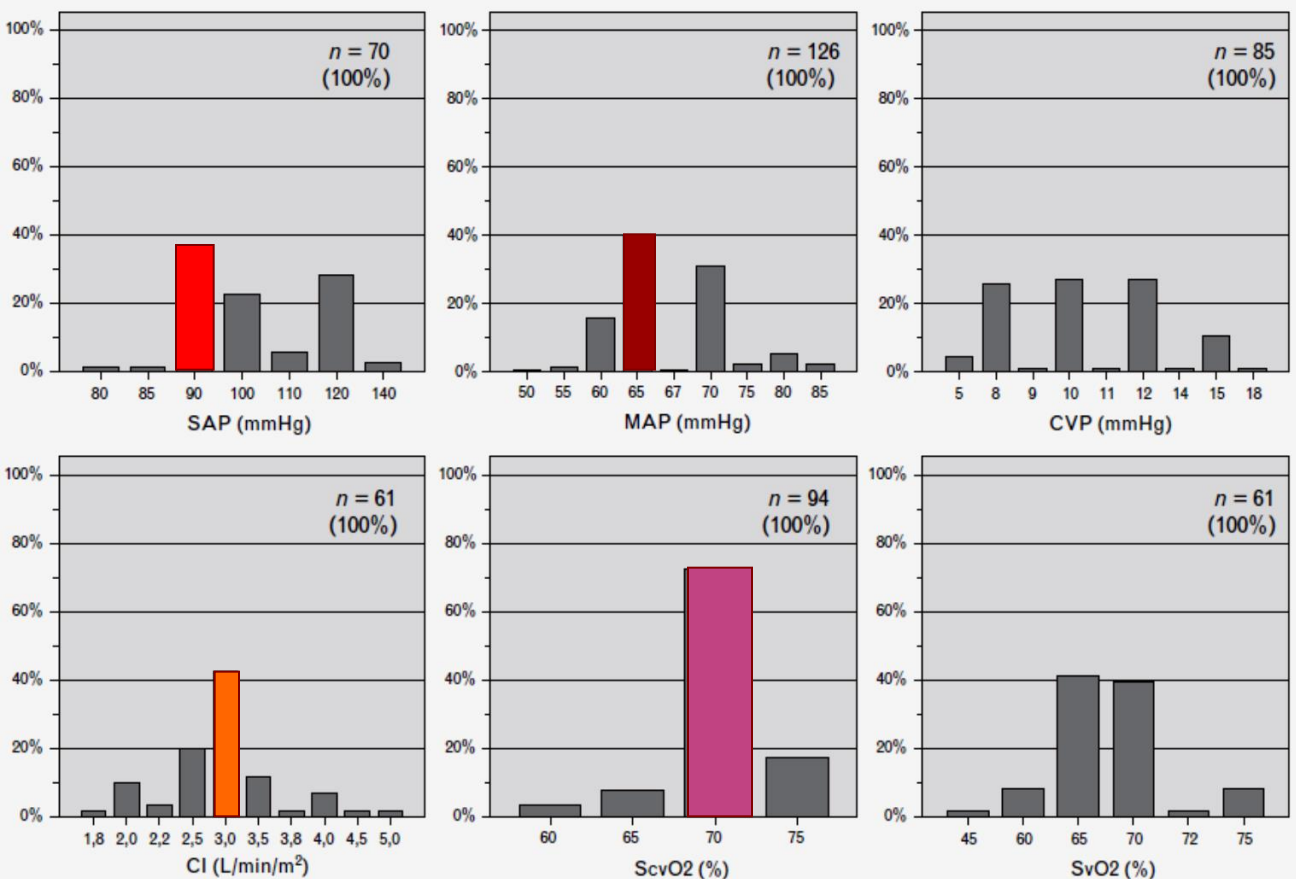 100%
80%
60%
40%
20%
0%
n = 70
(100%)
80 85 90 100 110 120 140
SAP (mmHg)
100%
80%
60%
40%
20%
0%
n = 126
(100%)
50 55 60 65 67 70 75 80 85
MAP (mmHg)
100%
80%
60%
40%
20%
0%
n = 85
(100%)
5 8 9 10 11 12 14 15 18
CVP (mmHg)
100%
80%
60%
40%
20%
0%
n = 61
(100%)
1,8 2,0 2,2 2,5 3,0 3,5 3,8 4,0 4,5 5,0
CI (L/min/m²)
100%
80%
60%
40%
20%
0%
n = 94
(100%)
60 65 70 75
ScvO2 (%)
100%
80%
60%
40%
20%
0%
n = 61
(100%)
45 60 65 70 72 75
SvO2 (%)